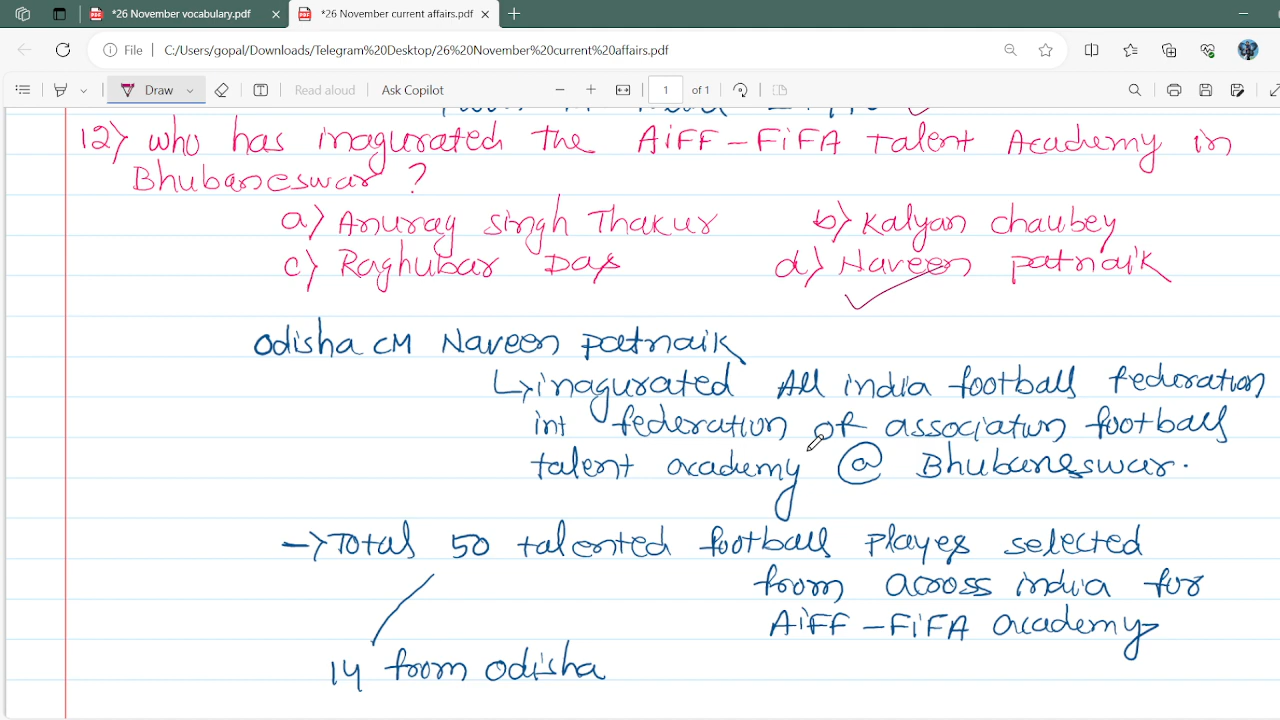 *26 November vocabulary.pdf
*26 November current affairs.pdf
File C:/Users/gopal/Downloads/Telegram%20Desktop/26%20November%20current%20affairs.pdf
Draw Read aloud Ask Copilot 1 of 1
12) who has inagurated the AiFF-FiFA Talent Academy in
Bhubaneswar ?
a) Anurag singh Thakur b) Kalyan chaubey
c) Raghubar Das d) Naveen patnaik
Odisha CM Naveen patnaik
inagurated All india football federation
int federation of association football
talent academy @ Bhubaneswar.
Total 50 talented football playes selected
from across india for
AiFF-FiFA academy
14 from odisha